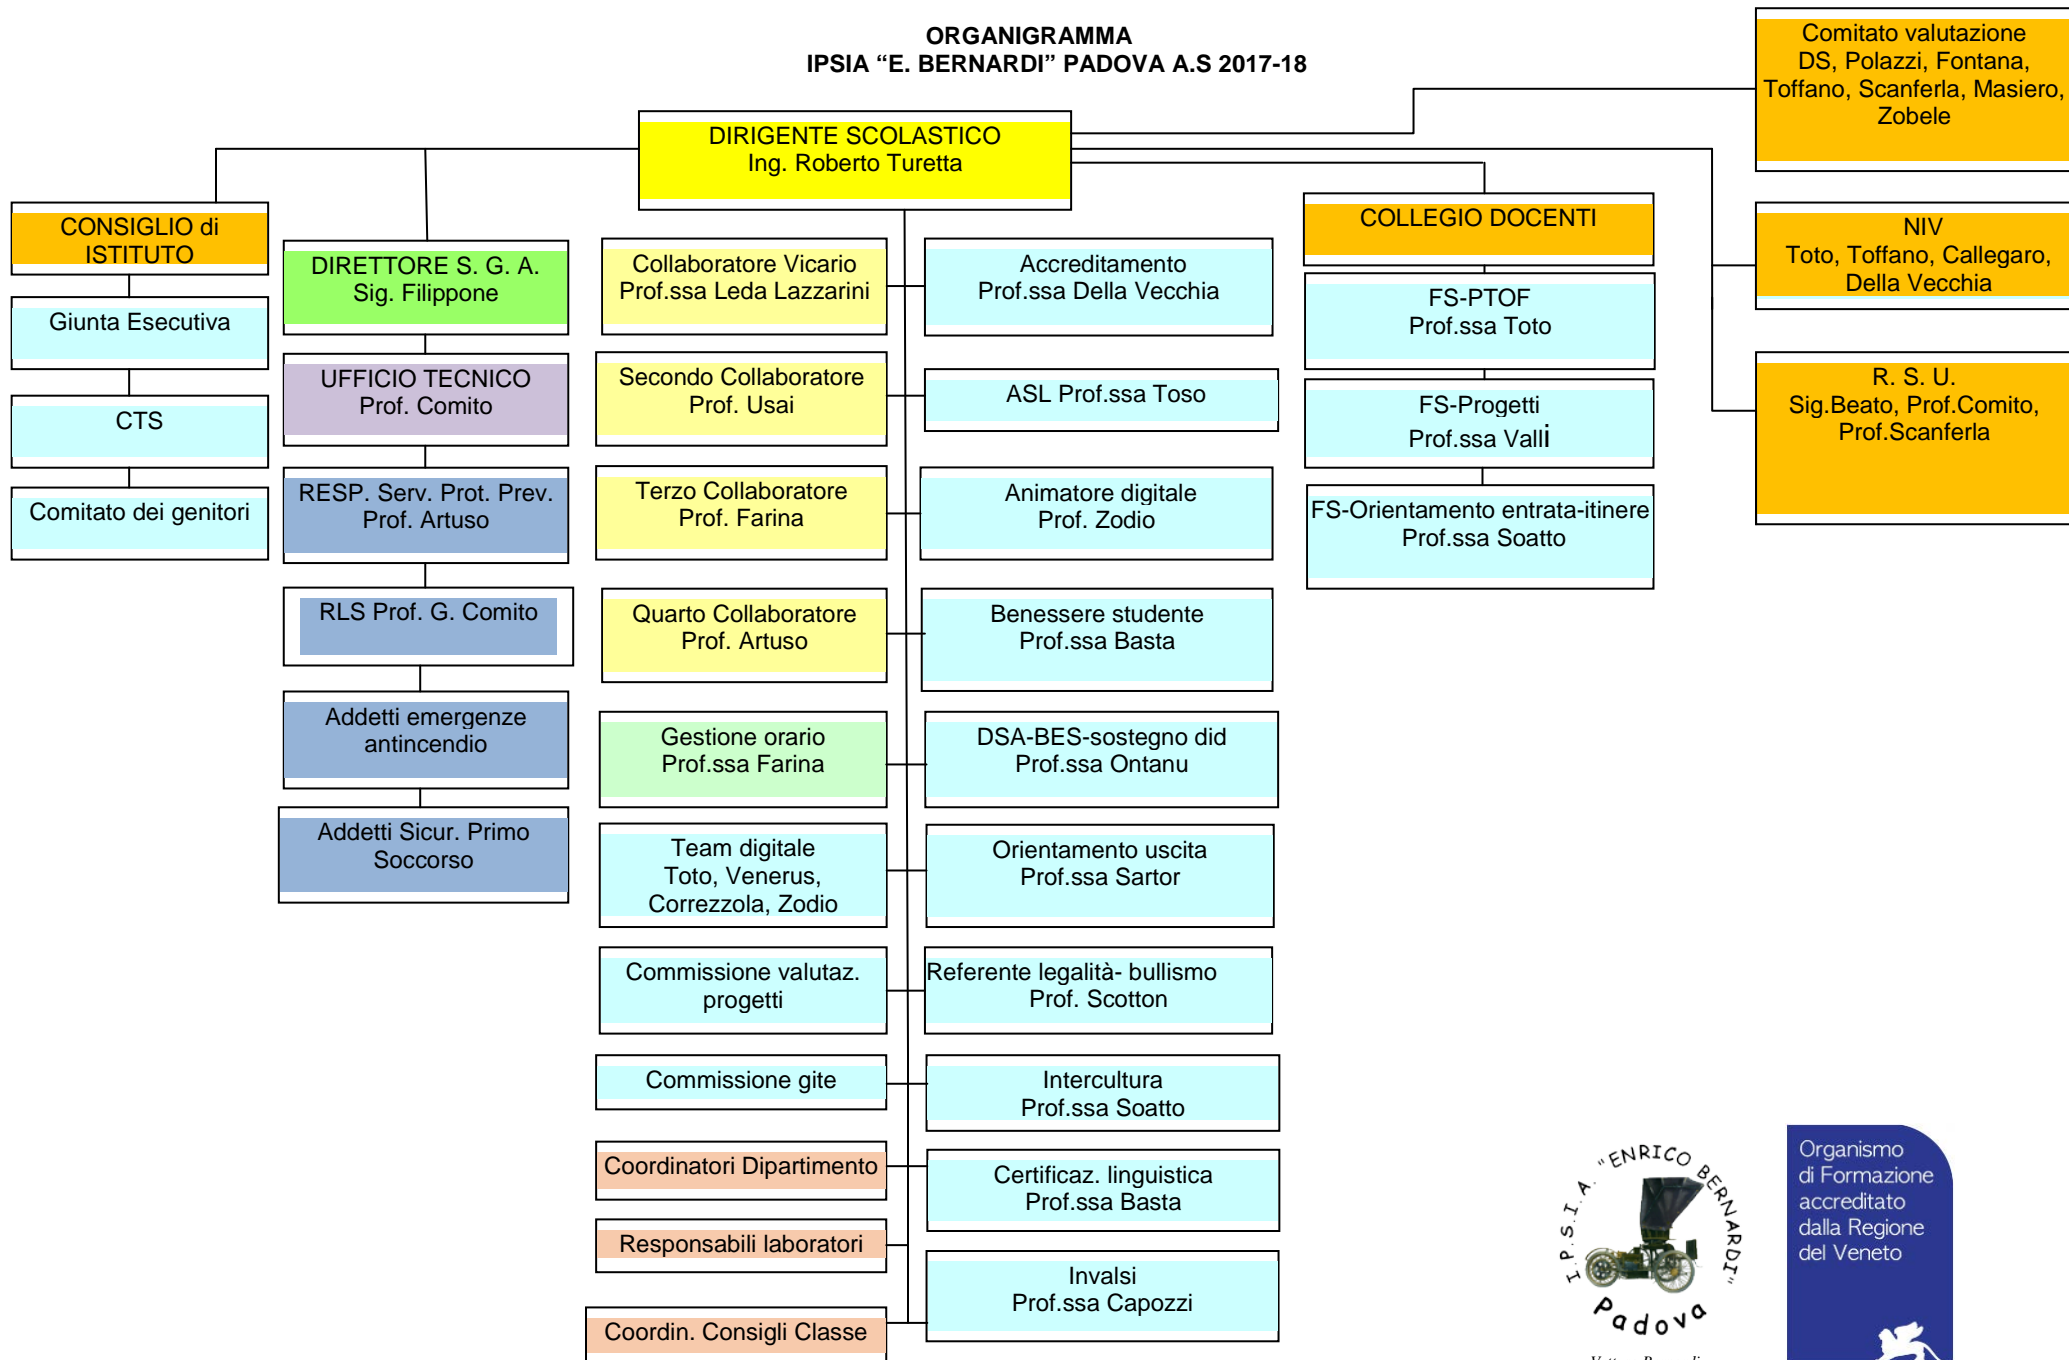 ORGANIGRAMMA
IPSIA “E. BERNARDI” PADOVA A.S 2017-18
Comitato valutazione
DS, Polazzi, Fontana,
Toffano, Scanferla, Masiero,
Zobele
DIRIGENTE SCOLASTICO
Ing. Roberto Turetta
CONSIGLIO di
ISTITUTO
Giunta Esecutiva
CTS
Comitato dei genitori
DIRETTORE S. G. A.
Sig. Filippone
UFFICIO TECNICO
Prof. Comito
RESP. Serv. Prot. Prev.
Prof. Artuso
RLS Prof. G. Comito
Addetti emergenze
antincendio
Addetti Sicur. Primo
Soccorso
Collaboratore Vicario
Prof.ssa Leda Lazzarini
Secondo Collaboratore
Prof. Usai
Terzo Collaboratore
Prof. Farina
Quarto Collaboratore
Prof. Artuso
Gestione orario
Prof.ssa Farina
Team digitale
Toto, Venerus,
Correzzola, Zodio
Commissione valutaz.
progetti
Commissione gite
Coordinatori Dipartimento
Responsabili laboratori
Coordin. Consigli Classe
Accreditamento
Prof.ssa Della Vecchia
ASL Prof.ssa Toso
Animatore digitale
Prof. Zodio
Benessere studente
Prof.ssa Basta
DSA-BES-sostegno did
Prof.ssa Ontanu
Orientamento uscita
Prof.ssa Sartor
Referente legalità- bullismo
Prof. Scotton
Intercultura
Prof.ssa Soatto
Certificaz. linguistica
Prof.ssa Basta
Invalsi
Prof.ssa Capozzi
COLLEGIO DOCENTI
FS-PTOF
Prof.ssa Toto
FS-Progetti
Prof.ssa Valli
FS-Orientamento entrata-itinere
Prof.ssa Soatto
NIV
Toto, Toffano, Callegaro,
Della Vecchia
R. S. U.
Sig.Beato, Prof.Comito,
Prof.Scanferla
I.P.S.I.A. "ENRICO BERNARDI"
Padova
Organismo
di Formazione
accreditato
dalla Regione
del Veneto